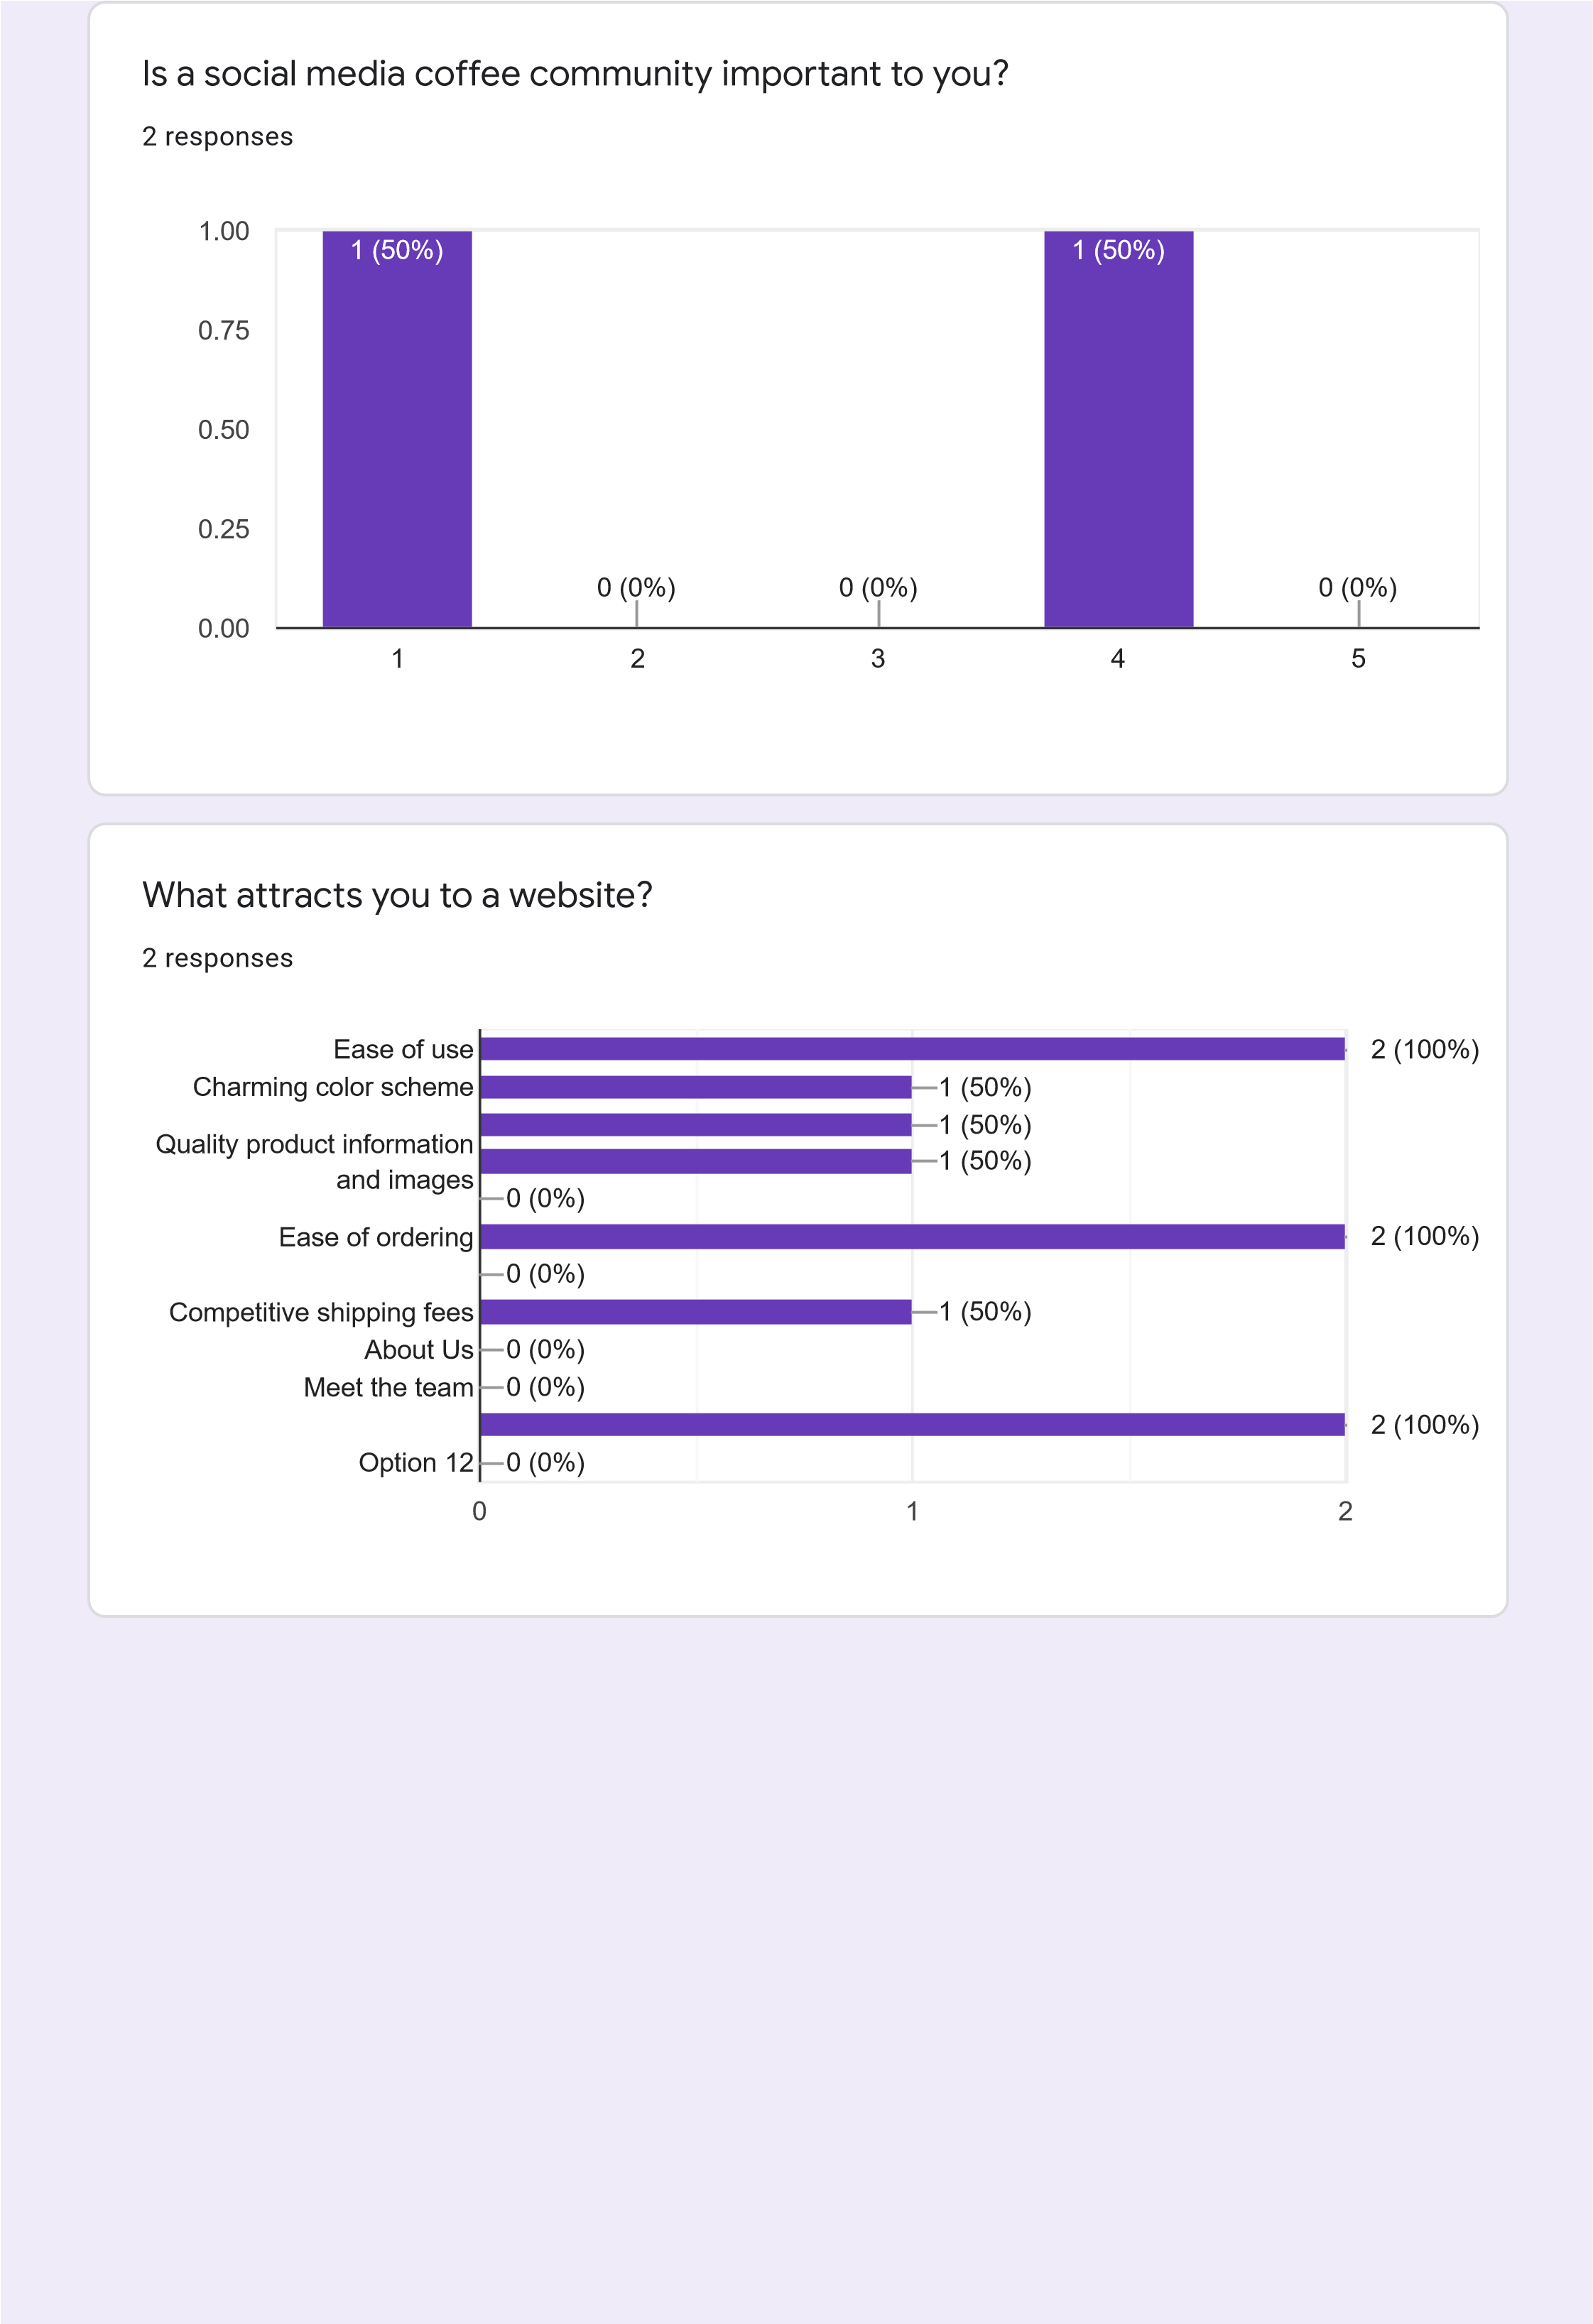 Is a social media coffee community important to you?
2 responses
1.00
0.75
0.50
0.25
0.00
1 (50%)
0 (0%)
0 (0%)
1 (50%)
0 (0%)
1
2
3
4
5
What attracts you to a website?
2 responses
Ease of use 2 (100%)
Charming color scheme 1 (50%)
1 (50%)
Quality product information
1 (50%)
and images
0 (0%)
Ease of ordering 2 (100%)
0 (0%)
Competitive shipping fees 1 (50%)
About Us 0 (0%)
Meet the team 0 (0%)
2 (100%)
Option 12 0 (0%)
0 1 2